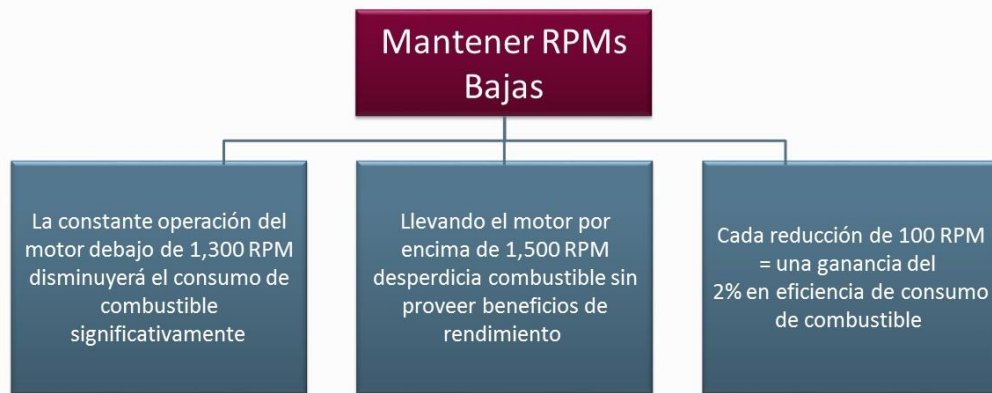 Mantener RPMs
Bajas
La constante operación del
motor debajo de 1,300 RPM
disminuyerá el consumo de
combustible
significativamente
Llevando el motor por
encima de 1,500 RPM
desperdicia combustible sin
proveer beneficios de
rendimiento
Cada reducción de 100 RPM
= una ganancia del
2% en eficiencia de consumo
de combustible